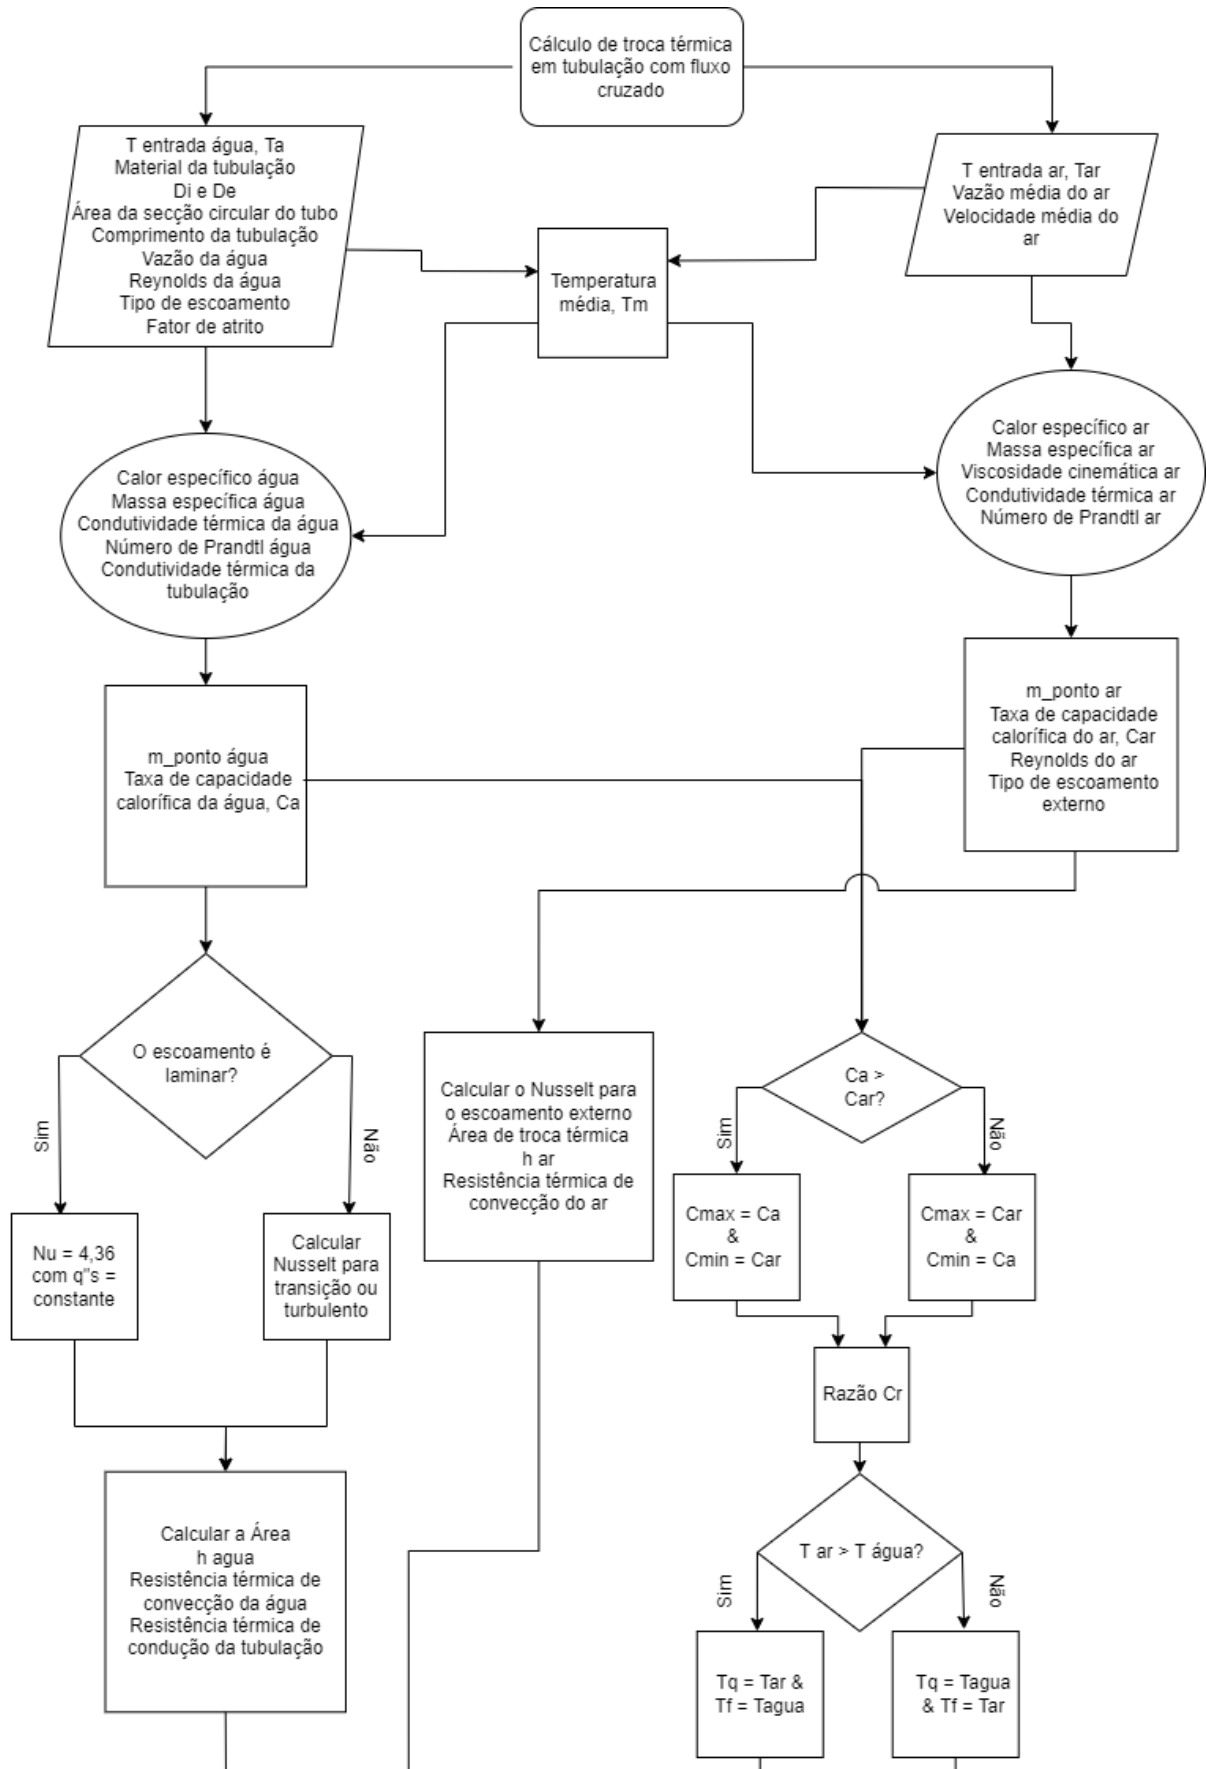 Cálculo de troca térmica
em tubulação com fluxo
cruzado
T entrada água, Ta
Material da tubulação
Di e De
Área da secção circular do tubo
Comprimento da tubulação
Vazão da água
Reynolds da água
Tipo de escoamento
Fator de atrito
T entrada ar, Tar
Vazão média do ar
Velocidade média do
ar
Temperatura
média, Tm
Calor específico água
Massa específica água
Condutividade térmica da água
Número de Prandtl água
Condutividade térmica da
tubulação
Calor específico ar
Massa específica ar
Viscosidade cinemática ar
Condutividade térmica ar
Número de Prandtl ar
m_ponto água
Taxa de capacidade
calorífica da água, Ca
m_ponto ar
Taxa de capacidade
calorífica do ar, Car
Reynolds do ar
Tipo de escoamento
externo
O escoamento é
laminar?
Sim
Não
Calcular o Nusselt para
o escoamento externo
Área de troca térmica
h ar
Resistência térmica de
convecção do ar
Ca >
Car?
Sim
Não
Nu = 4,36
com q"s =
constante
Calcular
Nusselt para
transição ou
turbulento
Cmax = Ca
&
Cmin = Car
Cmax = Car
&
Cmin = Ca
Razão Cr
Calcular a Área
h agua
Resistência térmica de
convecção da água
Resistência térmica de
condução da tubulação
T ar > T água?
Sim
Não
Tq = Tar &
Tf = Tagua
Tq = Tagua
& Tf = Tar